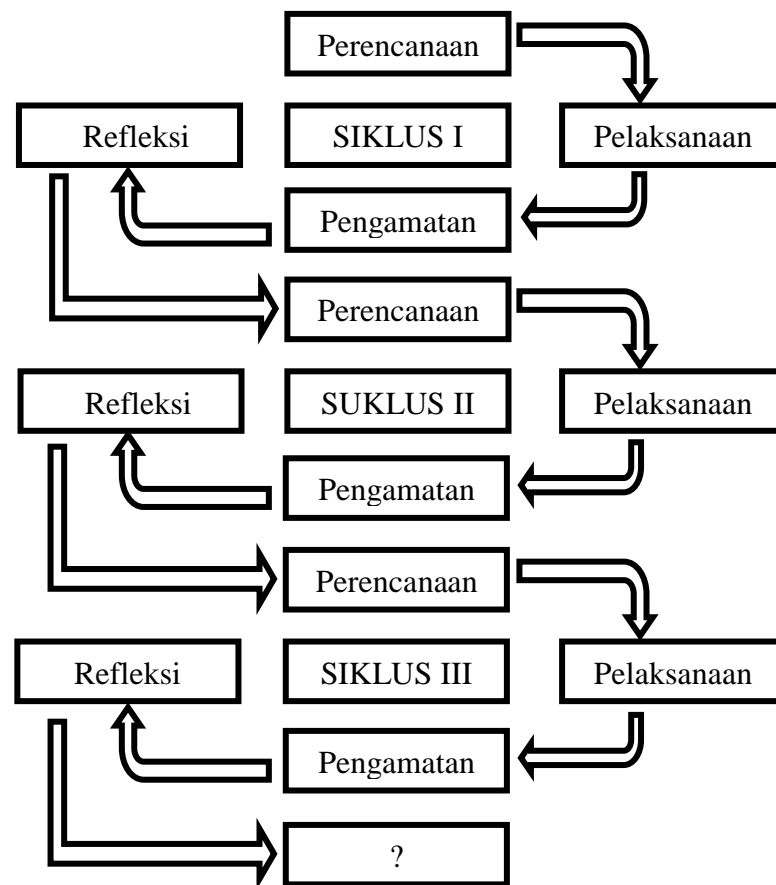 Perencanaan
Refleksi
SIKLUS I
Pelaksanaan
Pengamatan
Perencanaan
Refleksi
SUKLUS II
Pelaksanaan
Pengamatan
Perencanaan
Refleksi
SIKLUS III
Pelaksanaan
Pengamatan
?